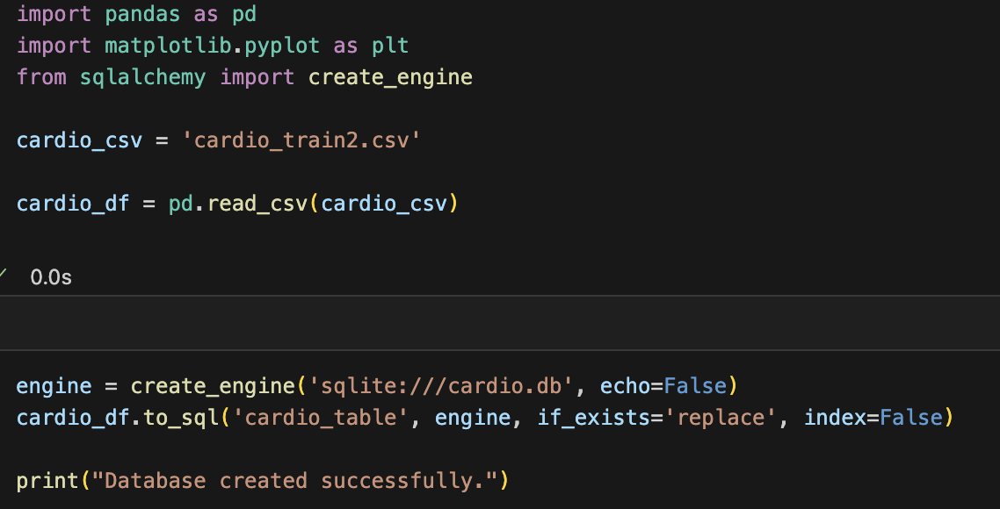 import pandas as pd
import matplotlib.pyplot as plt
from sqlalchemy import create_engine
cardio_csv = 'cardio_train2.csv'
cardio_df = pd.read_csv(cardio_csv)
0.0s
engine = create_engine('sqlite:///cardio.db', echo=False)
cardio_df.to_sql('cardio_table', engine, if_exists='replace', index=False)
print("Database created successfully.")